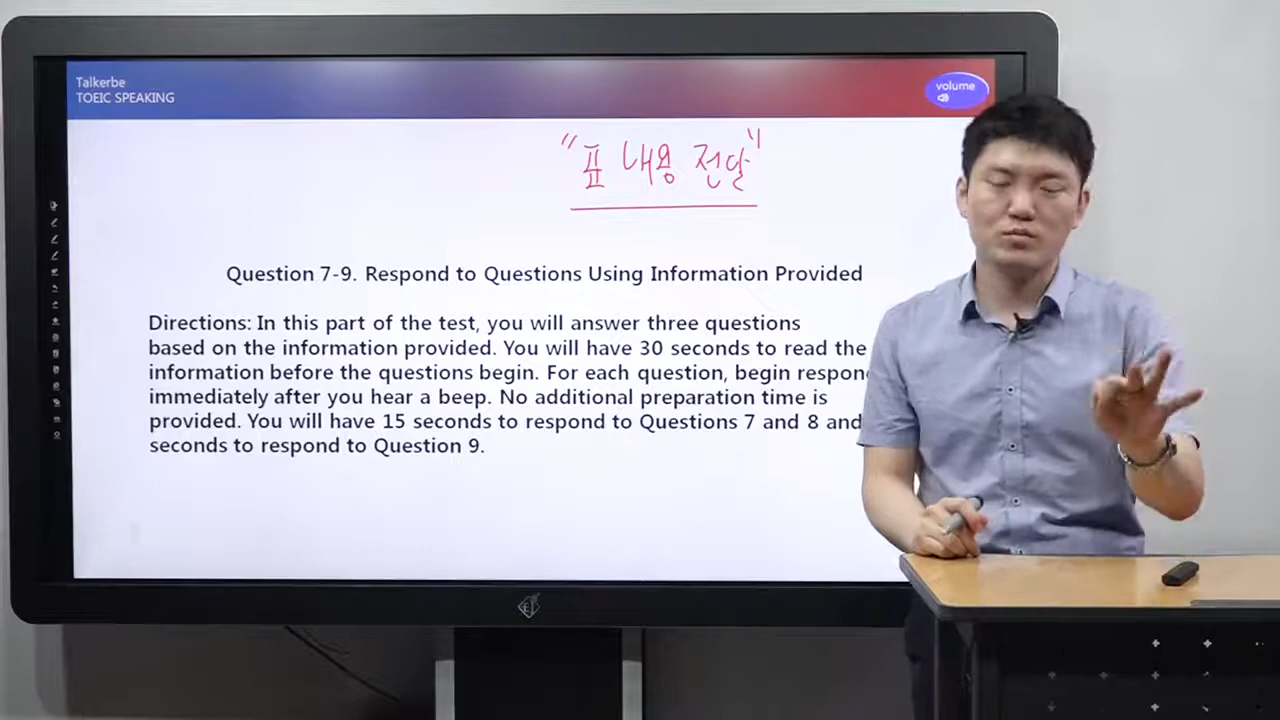 Talkerbe
TOEIC SPEAKING
volume
"표 내용 전달"
Question 7-9. Respond to Questions Using Information Provided
Directions: In this part of the test, you will answer three questions
based on the information provided. You will have 30 seconds to read the
information before the questions begin. For each question, begin respon
immediately after you hear a beep. No additional preparation time is
provided. You will have 15 seconds to respond to Questions 7 and 8 and
seconds to respond to Question 9.